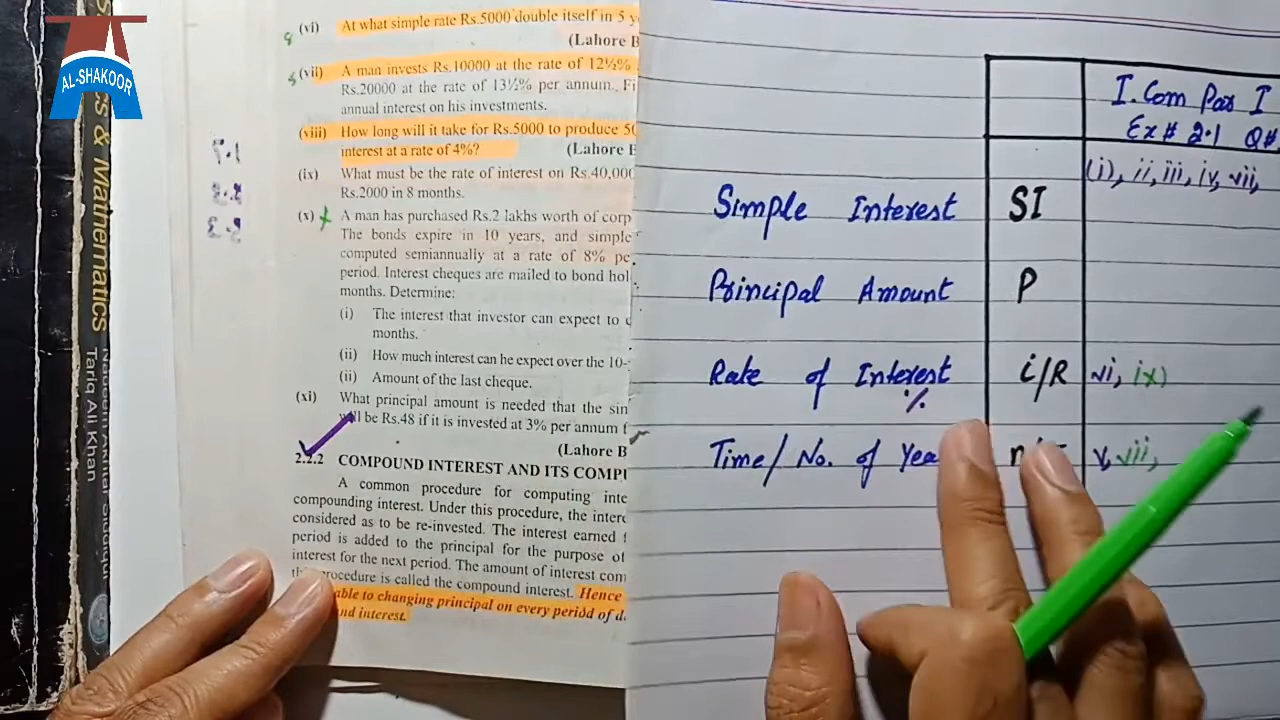 AL-SHAKOOR
& Mathematics
Tariq Ali Khan
(vi) At what simple rate Rs.5000 double itself in 5
(Lahore
(vii) A man invests Rs.10000 at the rate of 12½%
Rs.20000 at the rate of 13½% per annum.
annual interest on his investments.
(viii) How long will it take for Rs.5000 to produce
interest at a rate of 4%? (Lahore
(ix) What must be the rate of interest on Rs.40,000
Rs.2000 in 8 months.
(x) A man has purchased Rs.2 lakhs worth of corp
The bonds expire in 10 years, and simple
computed semiannually at a rate of 8% pe
period. Interest cheques are mailed to bond hol
months. Determine:
(i) The interest that investor can expect to
months.
(ii) How much interest can he expect over the 10-
(ii) Amount of the last cheque.
(xi) What principal amount is needed that the sin
be Rs.48 if it is invested at 3% per annum f
(Lahore B
2.2.2 COMPOUND INTEREST AND ITS COMPU
A common procedure for computing inte
compounding interest. Under this procedure, the intere
considered as to be re-invested. The interest earned f
period is added to the principal for the purpose of
interest for the next period. The amount of interest com
procedure is called the compound interest. Hence
able to changing principal on every period of
interest.
I.Com Par I
Ex# 2.1 Q#
(i), ii, iii, iv, vii,
Simple Interest SI
Principal Amount P
Rate of Interest % i/R vi, ix)
Time/ No. of Yea v, vii,